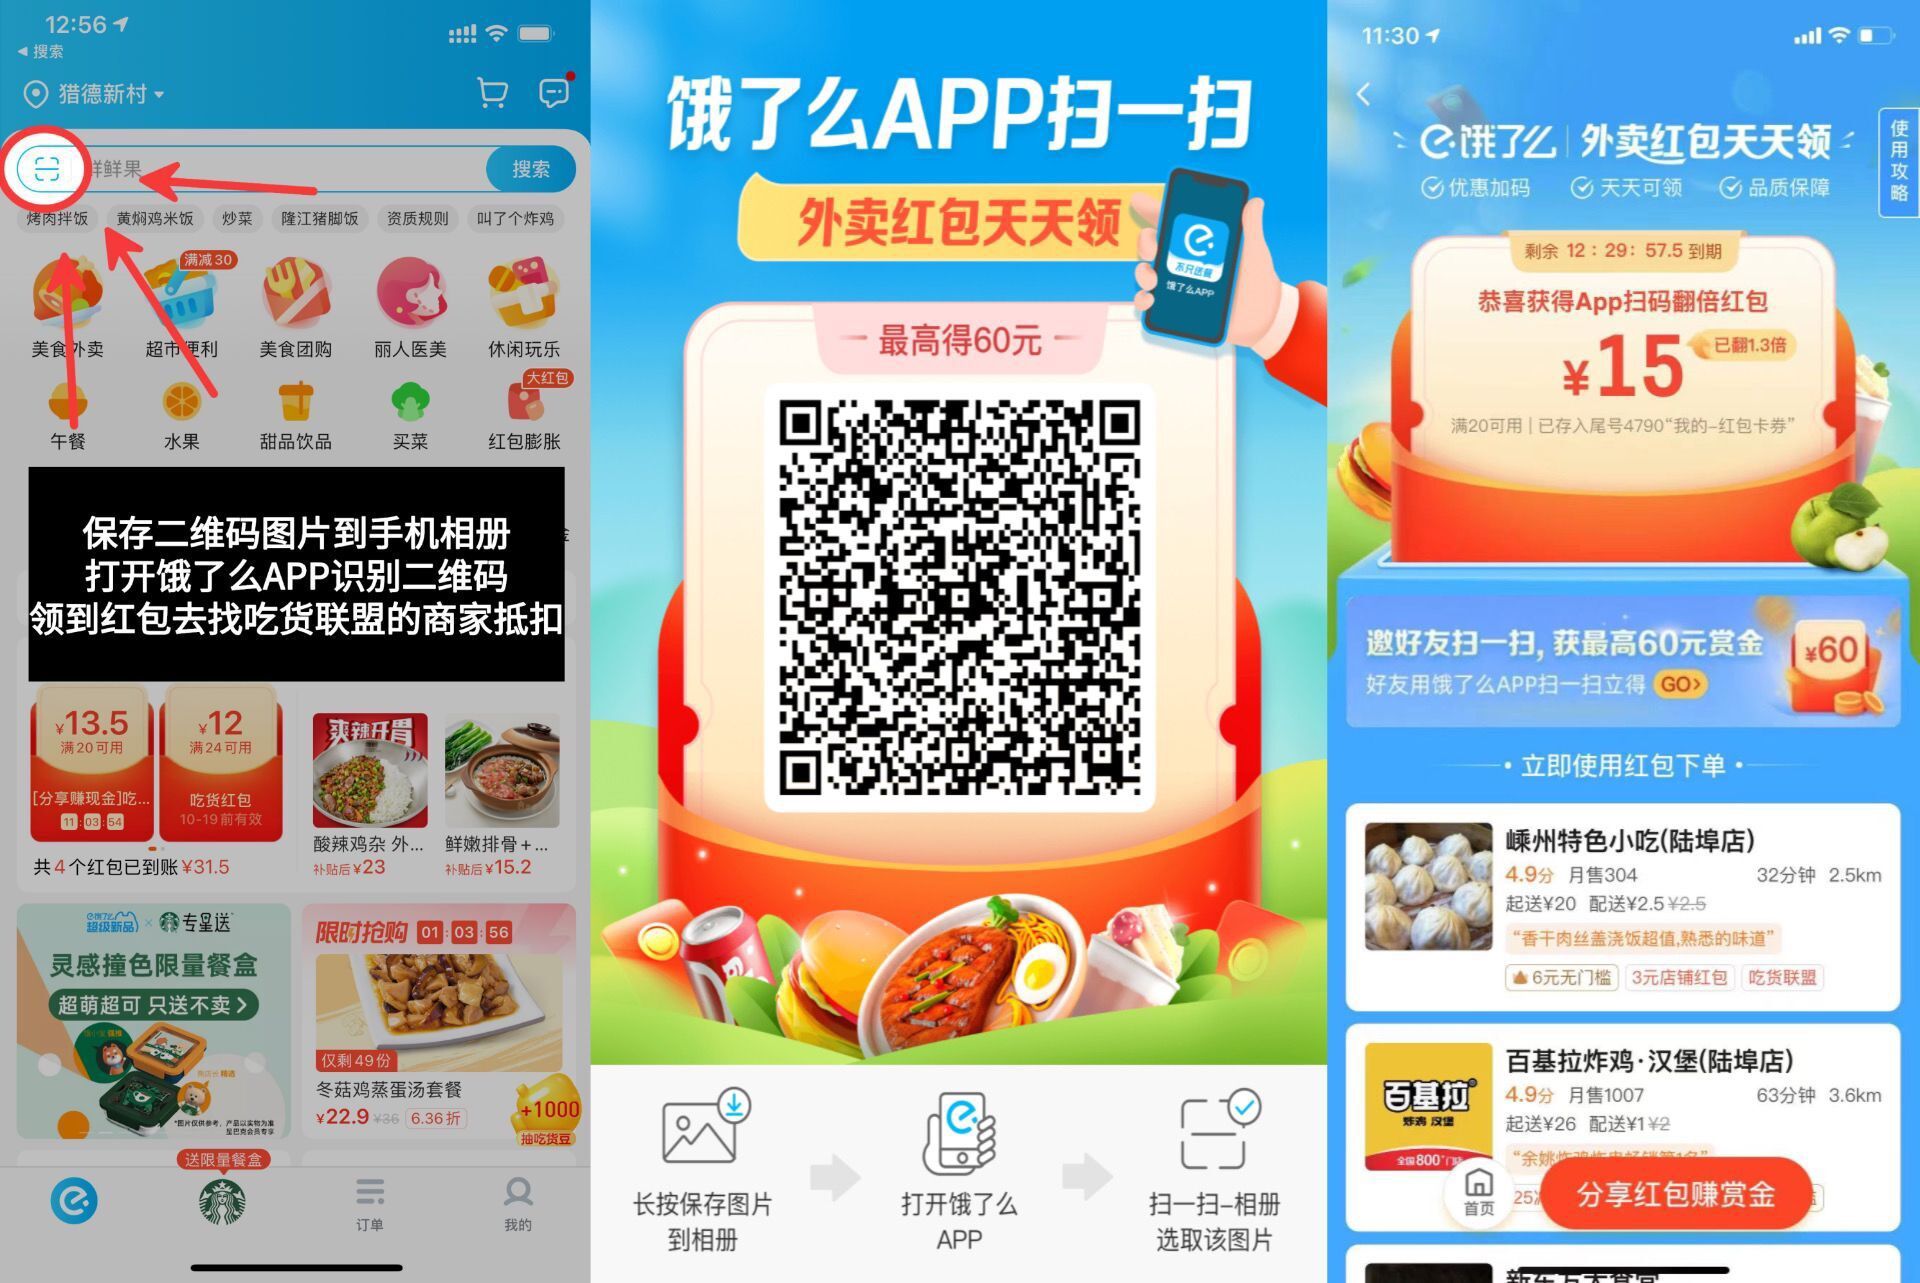 12:56
搜索
猎德新村
鲜果
搜索
烤肉拌饭
黄焖鸡米饭
炒菜
隆江猪脚饭
资质规则
叫了个炸鸡
满减30
美食外卖
超市便利
美食团购
丽人医美
休闲玩乐
大红包
午餐
水果
甜品饮品
买菜
红包膨胀
保存二维码图片到手机相册
打开饿了么APP识别二维码
领到红包去找吃货联盟的商家抵扣
¥13.5
满20可用
[分享赚现金]吃...
11:03:54
¥12
满24可用
吃货红包
10-19前有效
共4个红包已到账 ¥31.5
爽辣开胃
酸辣鸡杂 外...
补贴后¥23
鲜嫩排骨+...
补贴后¥15.2
饿了么
超级新品
×
专星送
灵感撞色限量餐盒
超萌超可 只送不卖
限时抢购 01:03:56
仅剩49份
冬菇鸡蒸蛋汤套餐
¥22.9 ¥36 6.36折
+1000
抽吃货豆
送限量餐盒
订单
我的
饿了么APP扫一扫
外卖红包天天领
不只送餐
饿了么APP
最高得60元
长按保存图片
到相册
打开饿了么
APP
扫一扫-相册
选取该图片
11:30
饿了么 | 外卖红包天天领
使用攻略
优惠加码
天天可领
品质保障
剩余 12:29:57.5 到期
恭喜获得App扫码翻倍红包
¥15
已翻1.3倍
满20可用 | 已存入尾号4790“我的-红包卡券”
邀好友扫一扫, 获最高60元赏金
好友用饿了么APP扫一扫立得 GO>
¥60
立即使用红包下单
嵊州特色小吃(陆埠店)
4.9分 月售304 32分钟 2.5km
起送¥20 配送¥2.5 ¥2.5
“香干肉丝盖浇饭超值,熟悉的味道”
6元无门槛
3元店铺红包
吃货联盟
百基拉
炸鸡 汉堡
全国800+门店
百基拉炸鸡·汉堡(陆埠店)
4.9分 月售1007 63分钟 3.6km
起送¥26 配送¥1 ¥2
首页
分享红包赚赏金